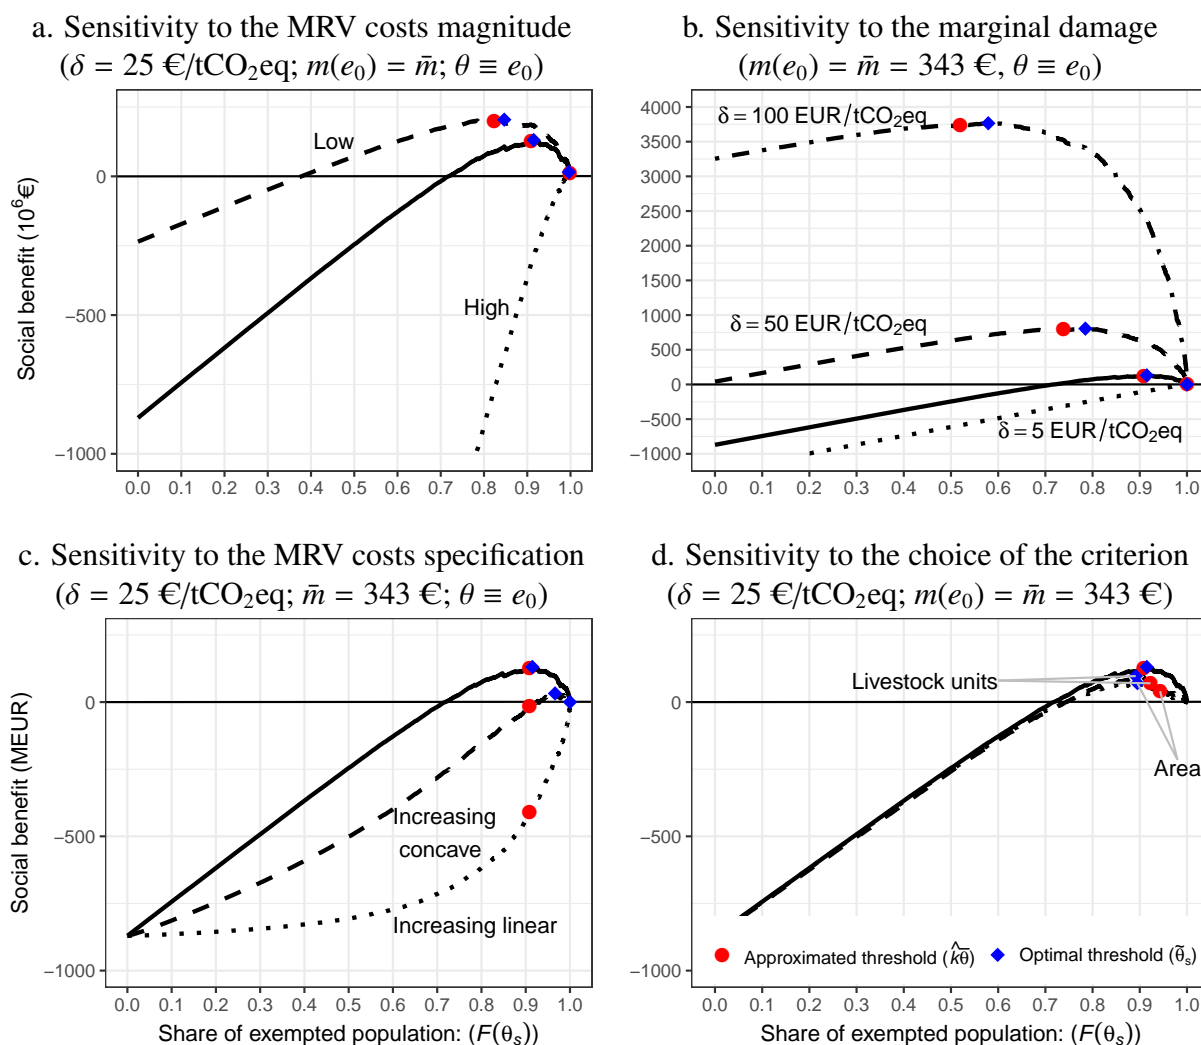 a. Sensitivity to the MRV costs magnitude
(δ = 25 €/tCO₂eq; m(e₀) = m̄; θ ≡ e₀)
Social benefit (10⁶€)
0
−500
−1000
Low
High
0.0 0.1 0.2 0.3 0.4 0.5 0.6 0.7 0.8 0.9 1.0
b. Sensitivity to the marginal damage
(m(e₀) = m̄ = 343 €, θ ≡ e₀)
4000
3500
3000
2500
2000
1500
1000
500
0
−500
−1000
δ = 100 EUR/tCO₂eq
δ = 50 EUR/tCO₂eq
δ = 5 EUR/tCO₂eq
0.0 0.1 0.2 0.3 0.4 0.5 0.6 0.7 0.8 0.9 1.0
c. Sensitivity to the MRV costs specification
(δ = 25 €/tCO₂eq; m̄ = 343 €; θ ≡ e₀)
Social benefit (MEUR)
0
−500
−1000
Increasing
concave
Increasing linear
0.0 0.1 0.2 0.3 0.4 0.5 0.6 0.7 0.8 0.9 1.0
Share of exempted population: (F(θₛ))
d. Sensitivity to the choice of the criterion
(δ = 25 €/tCO₂eq; m(e₀) = m̄ = 343 €)
0
−500
−1000
Livestock units
Area
Approximated threshold (k̂θ̄) Optimal threshold (θ̃ₛ)
0.0 0.1 0.2 0.3 0.4 0.5 0.6 0.7 0.8 0.9 1.0
Share of exempted population: (F(θₛ))